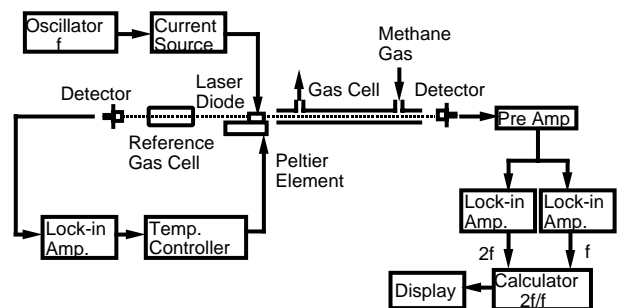 Oscillator
f
Current
Source
Methane
Gas
Laser
Diode
Gas Cell
Detector
Detector
Reference
Gas Cell
Peltier
Element
Pre Amp
Lock-in
Amp.
Temp.
Controller
Lock-in
Amp.
Lock-in
Amp.
2f
f
Display
Calculator
2f/f